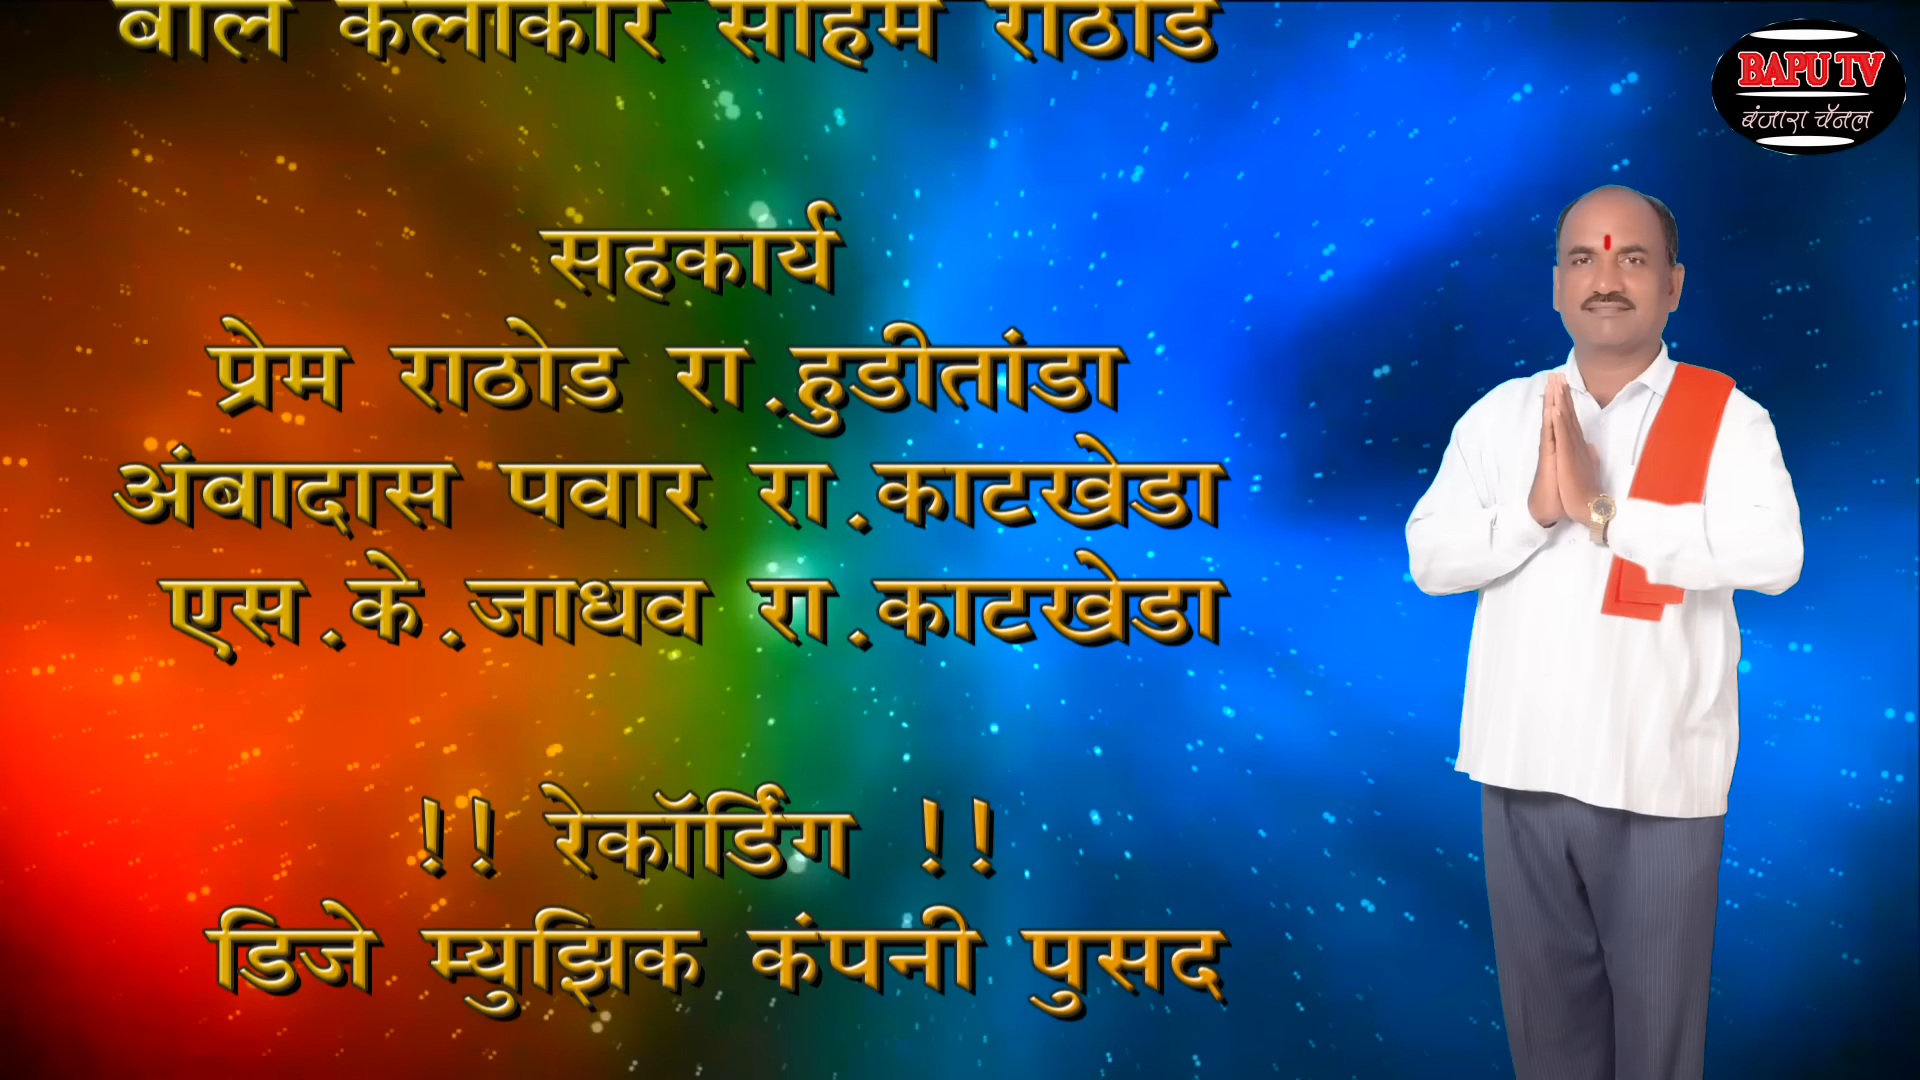 बाल कलाकार सोहम राठोड
BAPU TV
बंजारा चॅनल
सहकार्य
प्रेम राठोड रा.हुडीतांडा
अंबादास पवार रा.काटखेडा
एस.के.जाधव रा.काटखेडा
!! रेकॉर्डिंग !!
डिजे म्युझिक कंपनी पुसद